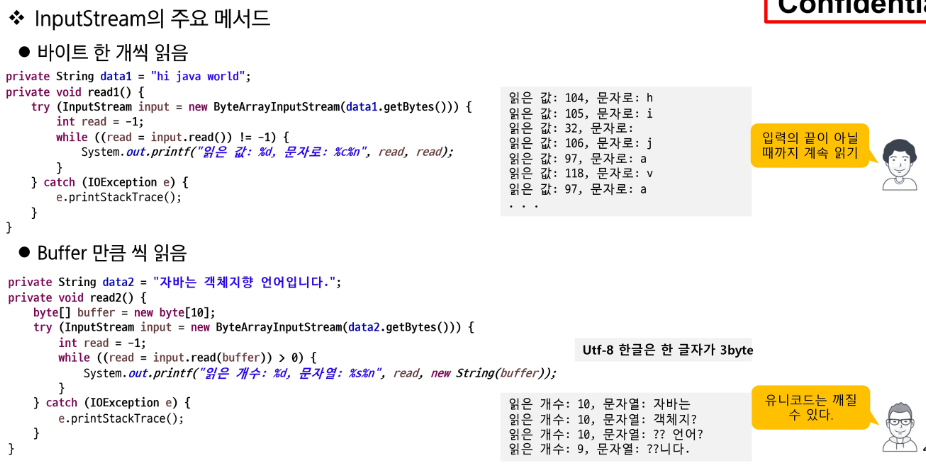 Confidentia
❖ InputStream의 주요 메서드
● 바이트 한 개씩 읽음
private String data1 = "hi java world";
private void read1() {
    try (InputStream input = new ByteArrayInputStream(data1.getBytes())) {
        int read = -1;
        while ((read = input.read()) != -1) {
            System.out.printf("읽은 값: %d, 문자로: %c%n", read, read);
        }
    } catch (IOException e) {
        e.printStackTrace();
    }
}
읽은 값: 104, 문자로: h
읽은 값: 105, 문자로: i
읽은 값: 32, 문자로:
읽은 값: 106, 문자로: j
읽은 값: 97, 문자로: a
읽은 값: 118, 문자로: v
읽은 값: 97, 문자로: a
. . .
입력의 끝이 아닐
때까지 계속 읽기
● Buffer 만큼 씩 읽음
private String data2 = "자바는 객체지향 언어입니다.";
private void read2() {
    byte[] buffer = new byte[10];
    try (InputStream input = new ByteArrayInputStream(data2.getBytes())) {
        int read = -1;
        while ((read = input.read(buffer)) > 0) {
            System.out.printf("읽은 개수: %d, 문자열: %s%n", read, new String(buffer));
        }
    } catch (IOException e) {
        e.printStackTrace();
    }
}
Utf-8 한글은 한 글자가 3byte
읽은 개수: 10, 문자열: 자바는
읽은 개수: 10, 문자열: 객체지?
읽은 개수: 10, 문자열: ?? 언어?
읽은 개수: 9, 문자열: ??니다.
유니코드는 깨질
수 있다.